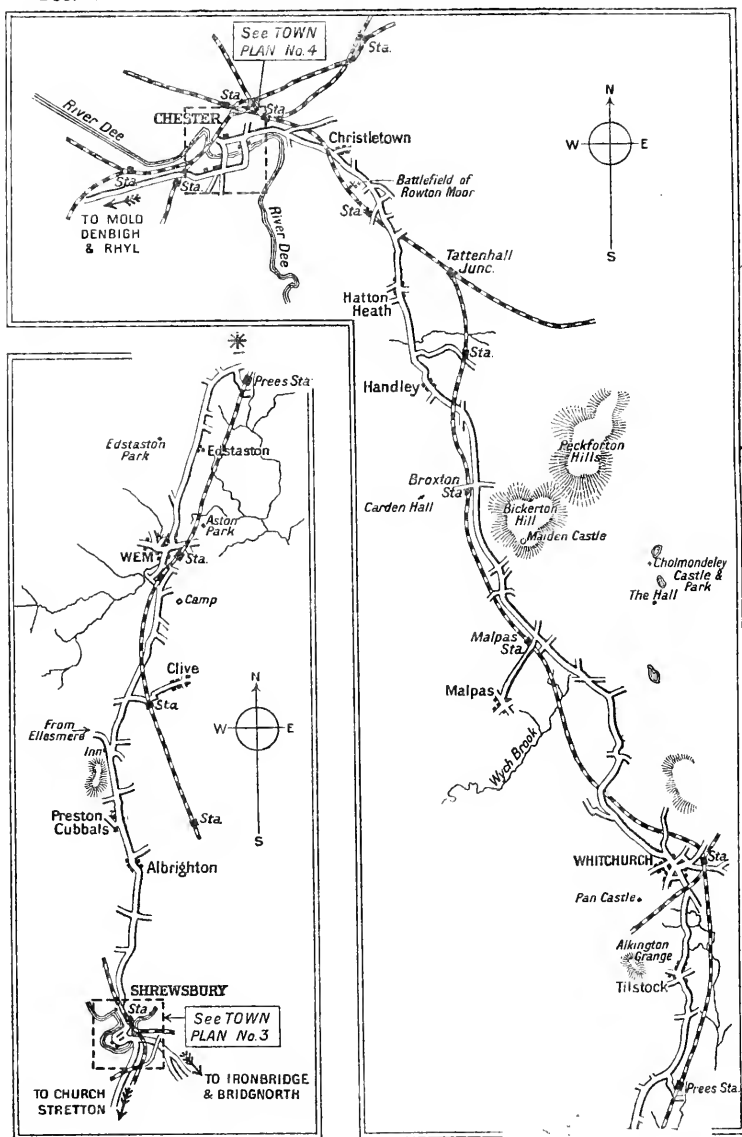 See TOWN
PLAN No. 4
Sta.
Sta.
Sta.
CHESTER
River Dee
Christletown
Sta.
Sta.
Battlefield of
Rowton Moor
Sta.
TO MOLD
DENBIGH
& RHYL
River Dee
N
W E
S
Tattenhall
Junc.
Hatton
Heath
Sta.
Handley
Peckforton
Hills
Broxton
Sta
Carden Hall
Bickerton
Hill
Maiden Castle
Cholmondeley
Castle &
Park
The Hall
Malpas
Sta.
Malpas
Wych Brook
WHITCHURCH
Sta.
Pan Castle
Alkington
Grange
Tilstock
Prees Sta.
Prees Sta.
Edstaston
Park
Edstaston
Aston
Park
WEM
Sta.
Camp
Clive
Sta
From
Ellesmere
Inn
N
W E
S
Sta.
Preston
Cubbals
Albrighton
SHREWSBURY
Sta
See TOWN
PLAN No. 3
TO IRONBRIDGE
& BRIDGNORTH
TO CHURCH
STRETTON